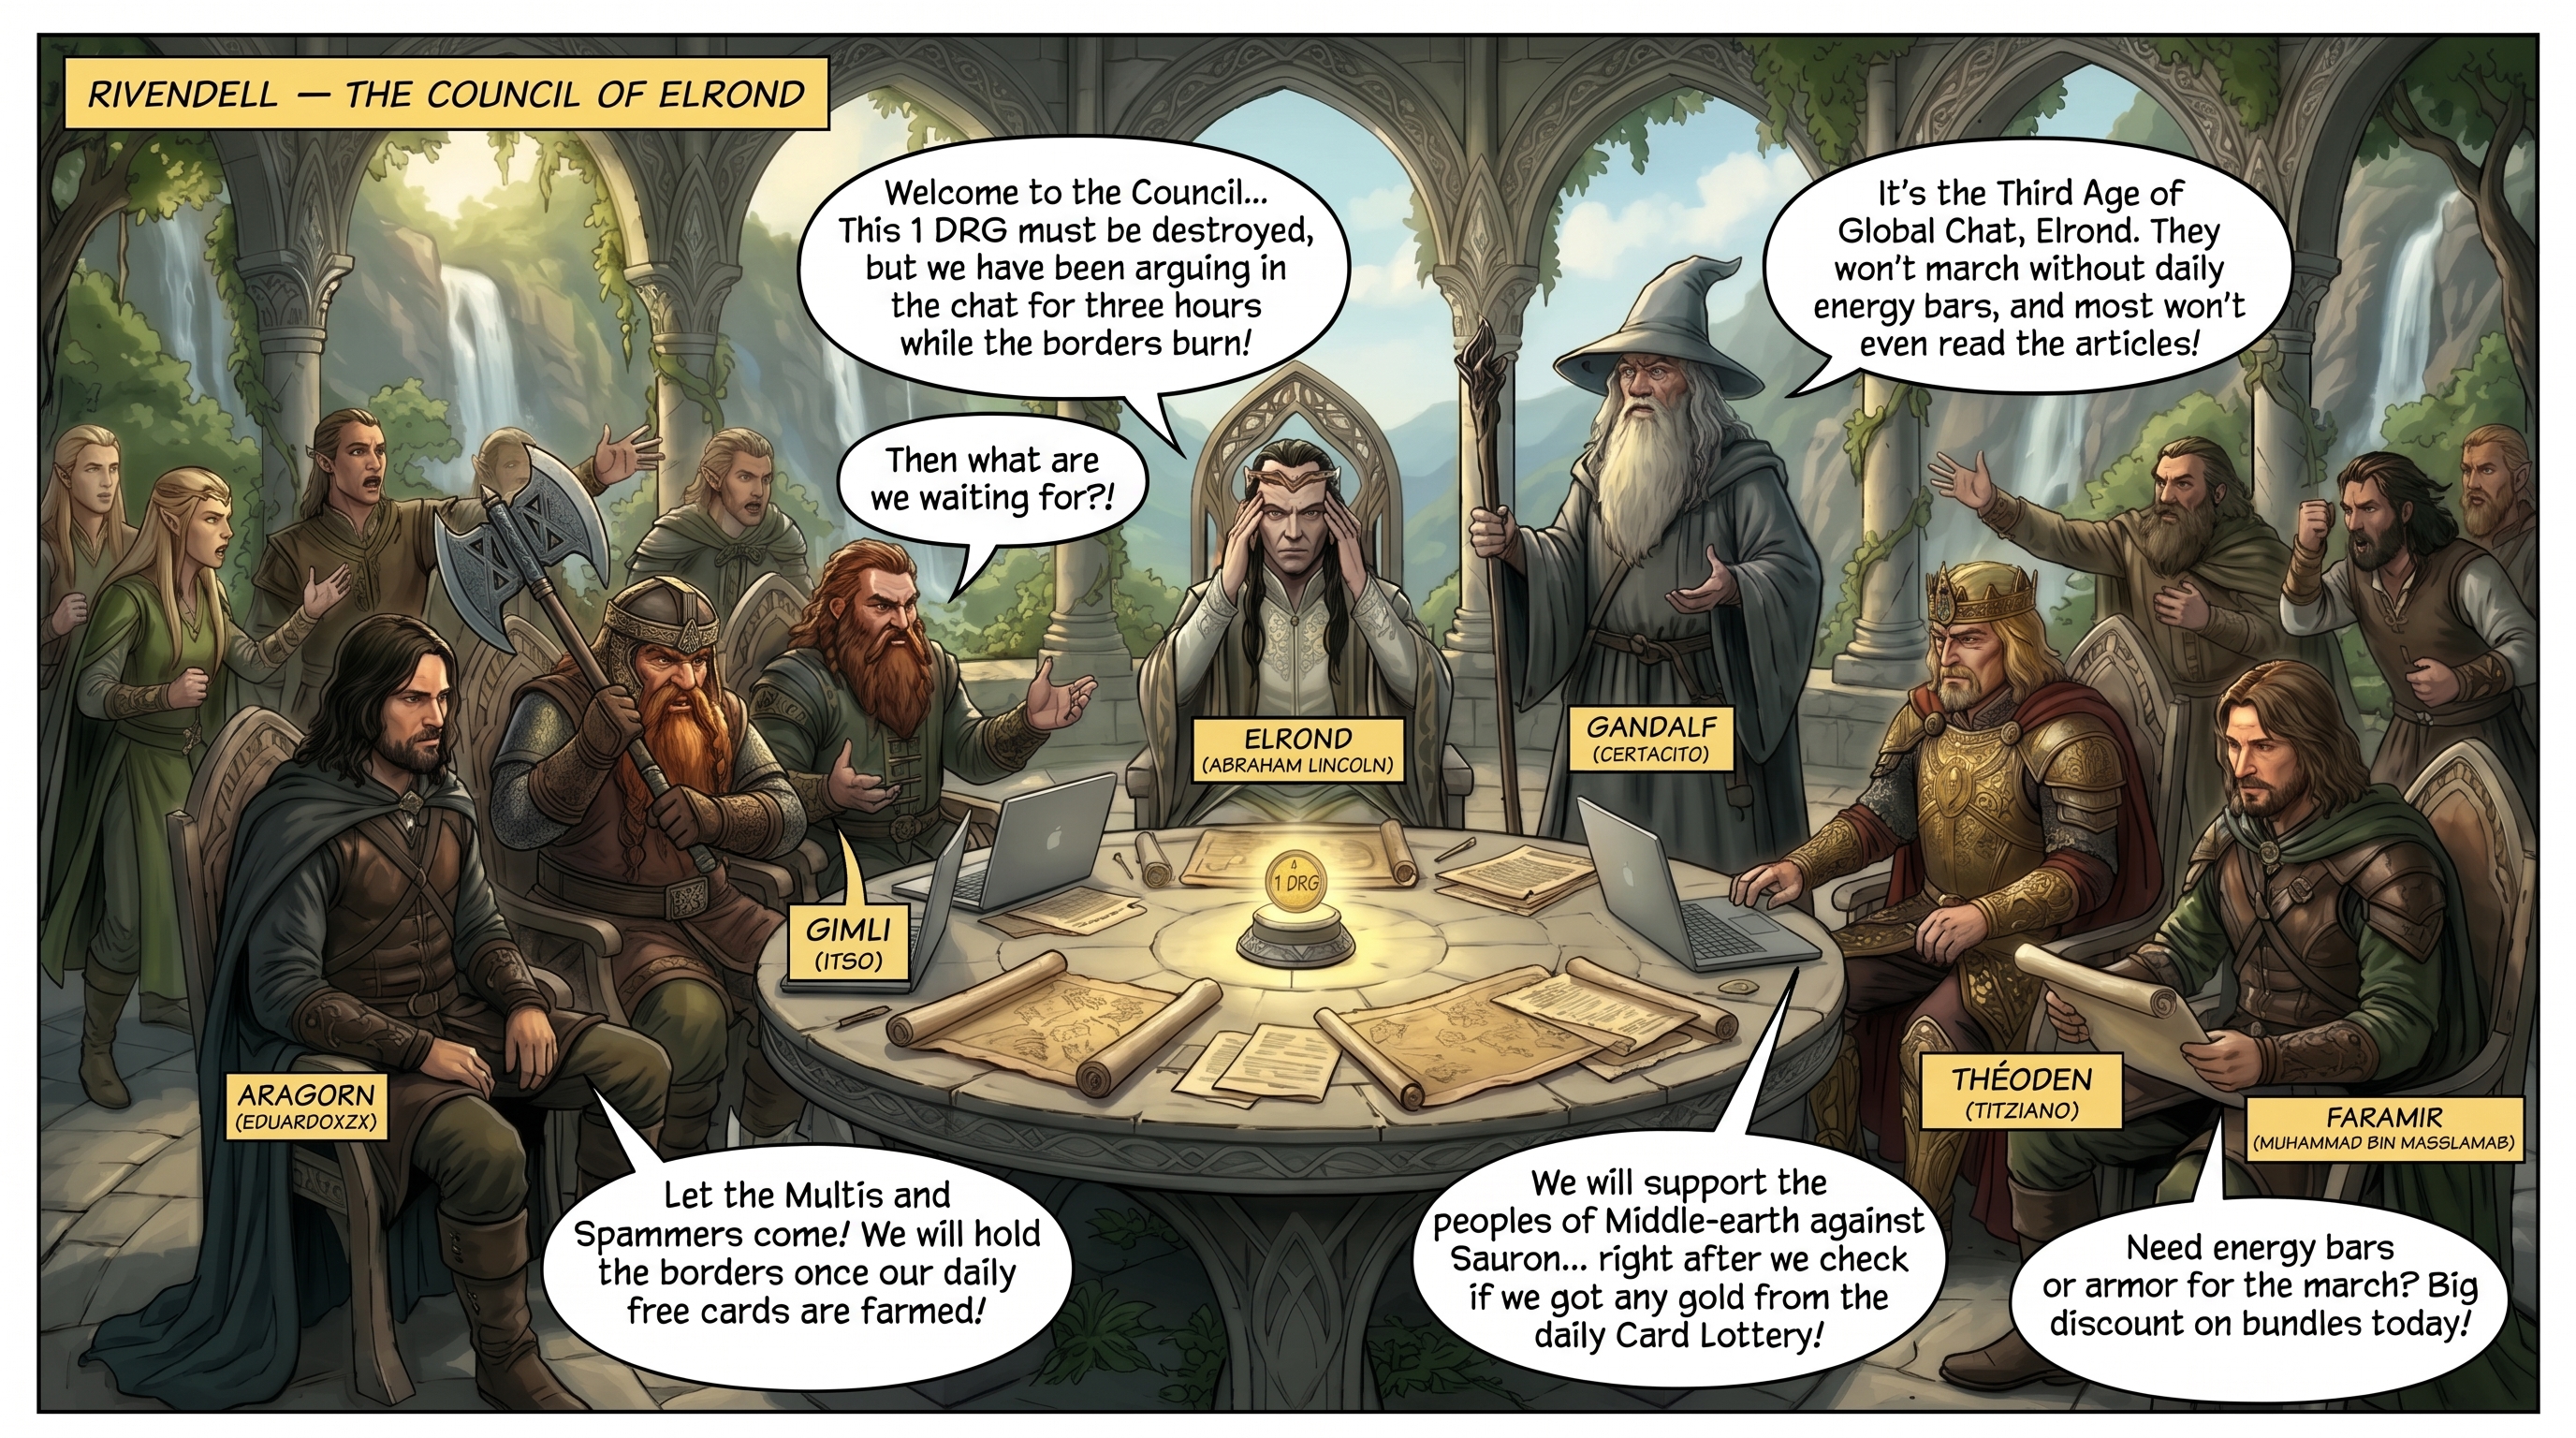 RIVENDELL — THE COUNCIL OF ELROND
Welcome to the Council...
This 1 DRG must be destroyed,
but we have been arguing in
the chat for three hours
while the borders burn!
It's the Third Age of
Global Chat, Elrond. They
won't march without daily
energy bars, and most won't
even read the articles!
Then what are
we waiting for?!
ELROND
(ABRAHAM LINCOLN)
GANDALF
(CERTACITO)
1 DRG
GIMLI
(ITSO)
ARAGORN
(EDUARDOXZX)
THÉODEN
(TITZIANO)
FARAMIR
(MUHAMMAD BIN MASSLAMAB)
Let the Multis and
Spammers come! We will hold
the borders once our daily
free cards are farmed!
We will support the
peoples of Middle-earth against
Sauron... right after we check
if we got any gold from the
daily Card Lottery!
Need energy bars
or armor for the march? Big
discount on bundles today!